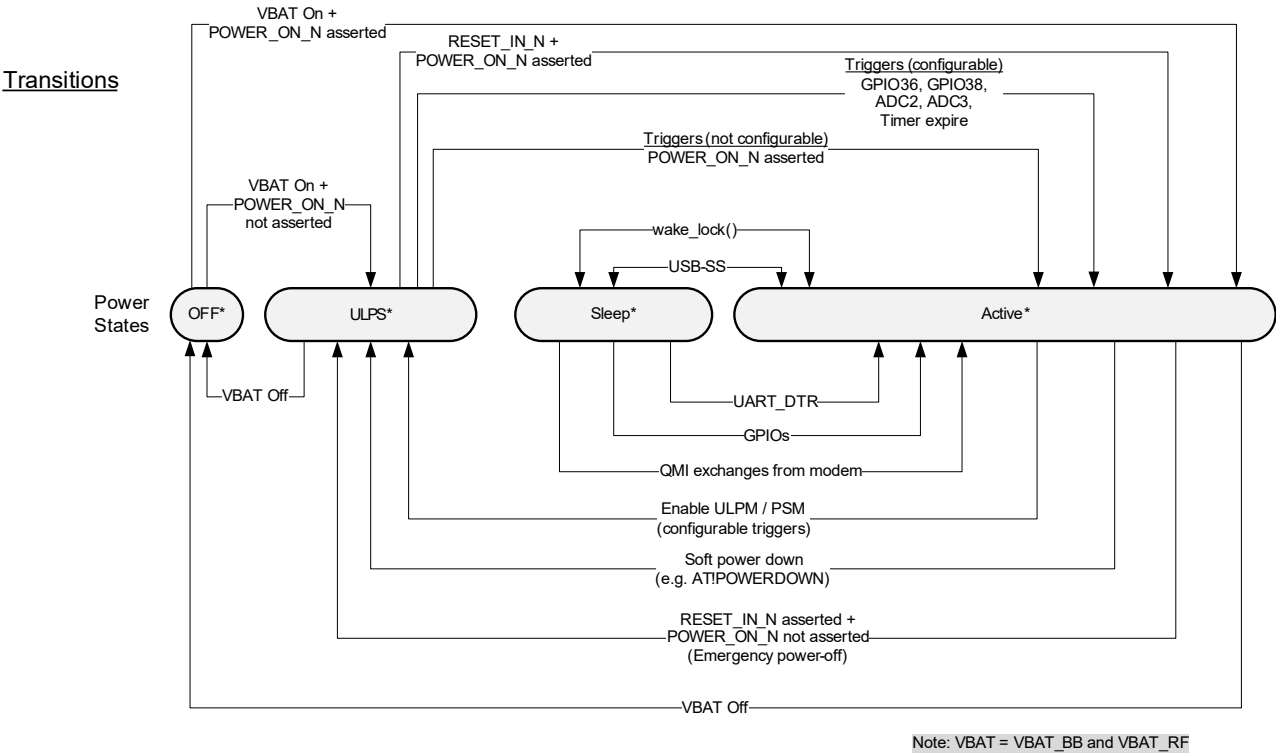 VBAT On +
POWER_ON_N asserted
RESET_IN_N +
POWER_ON_N asserted
Transitions
Triggers (configurable)
GPIO36, GPIO38,
ADC2, ADC3,
Timer expire
Triggers (not configurable)
POWER_ON_N asserted
VBAT On +
POWER_ON_N
not asserted
wake_lock()
USB-SS
Power
States
OFF*
ULPS*
Sleep*
Active*
VBAT Off
UART_DTR
GPIOs
QMI exchanges from modem
Enable ULPM / PSM
(configurable triggers)
Soft power down
(e.g. AT!POWERDOWN)
RESET_IN_N asserted +
POWER_ON_N not asserted
(Emergency power-off)
VBAT Off
Note: VBAT = VBAT_BB and VBAT_RF